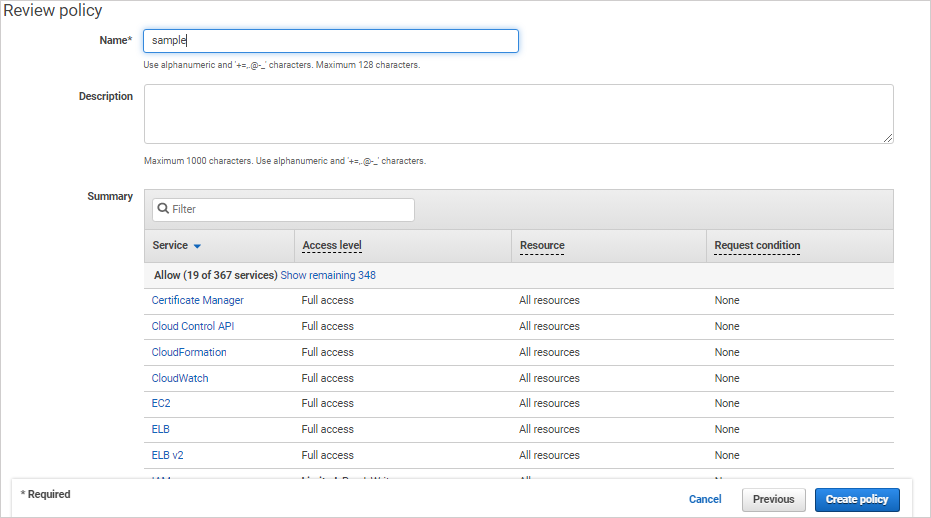 Review policy
Name* sample
Use alphanumeric and '+=,.@-_' characters. Maximum 128 characters.
Description
Maximum 1000 characters. Use alphanumeric and '+=,.@-_' characters.
Summary
Filter
Service Access level Resource Request condition
Allow (19 of 367 services) Show remaining 348
Certificate Manager Full access All resources None
Cloud Control API Full access All resources None
CloudFormation Full access All resources None
CloudWatch Full access All resources None
EC2 Full access All resources None
ELB Full access All resources None
ELB v2 Full access All resources None
* Required Cancel Previous Create policy